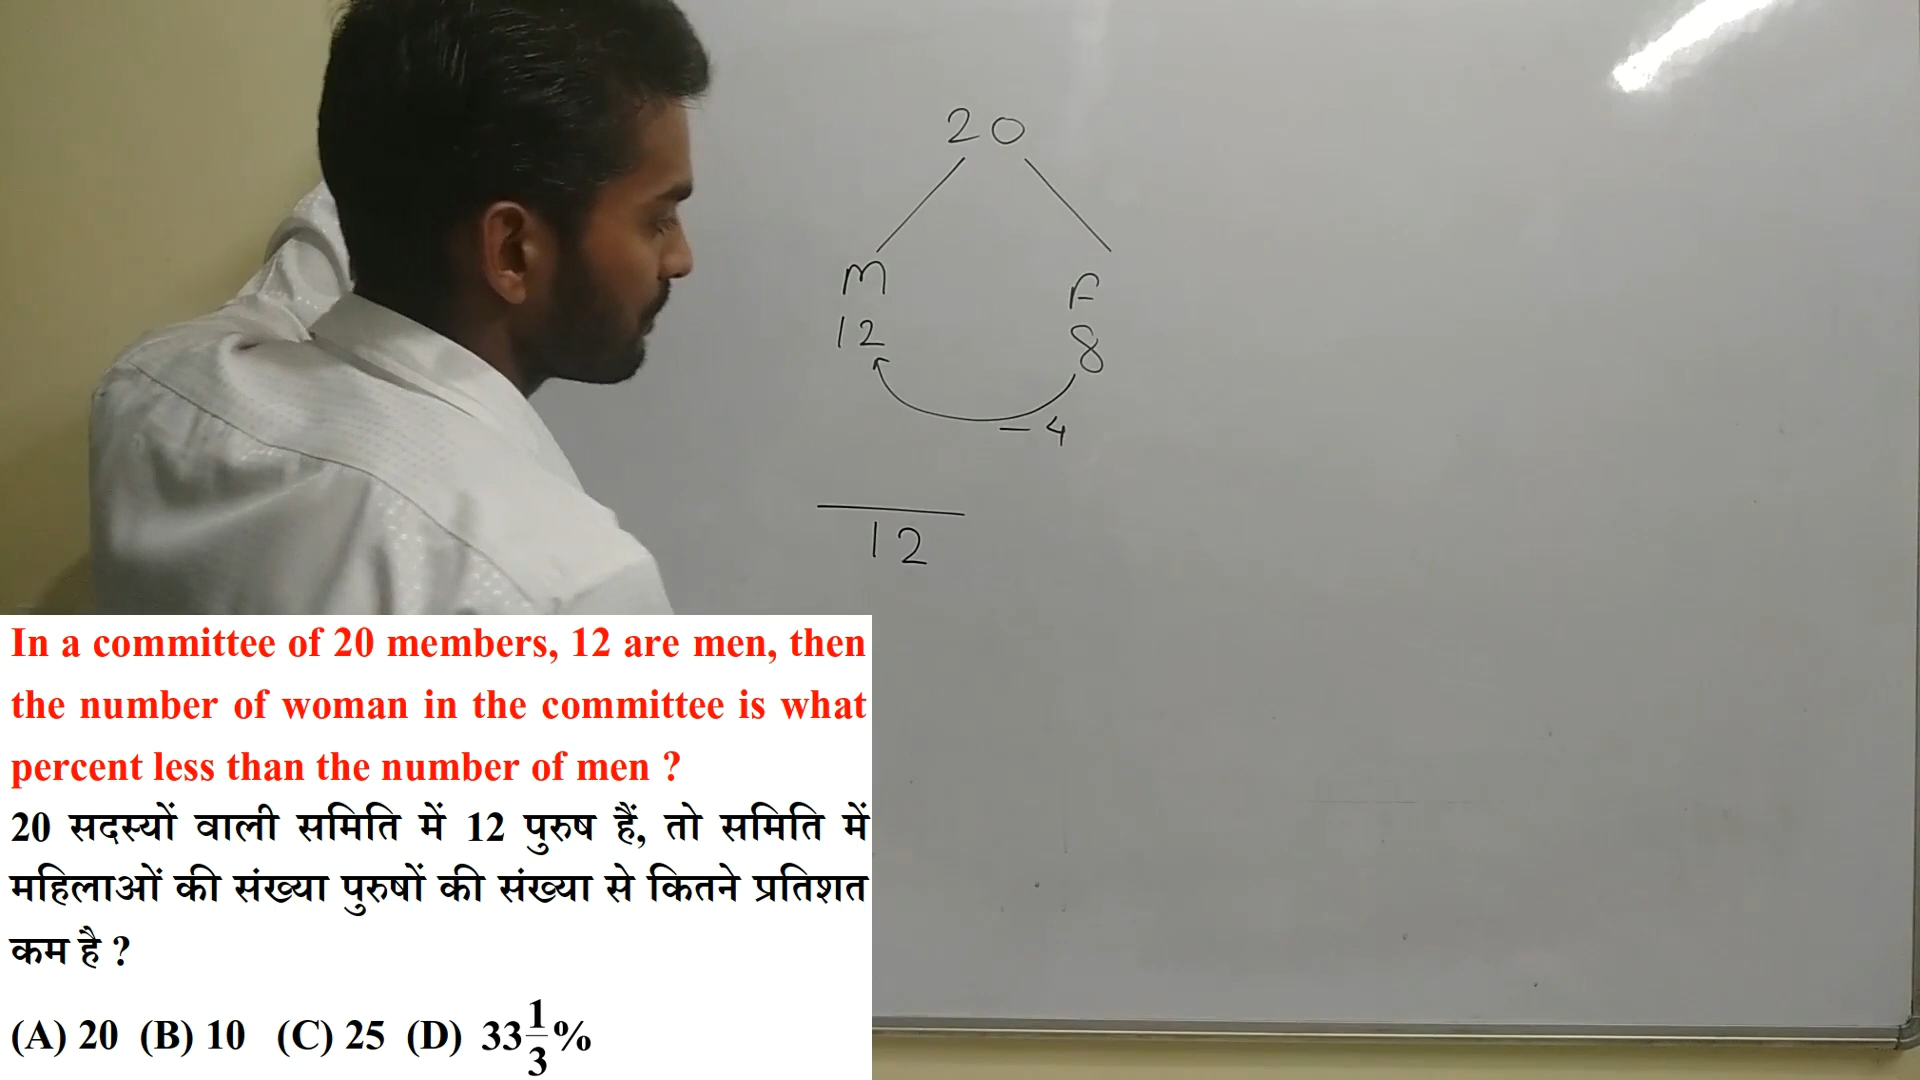 20
M F
12 8
- 4
12
In a committee of 20 members, 12 are men, then
the number of woman in the committee is what
percent less than the number of men ?
20 सदस्यों वाली समिति में 12 पुरुष हैं, तो समिति में
महिलाओं की संख्या पुरुषों की संख्या से कितने प्रतिशत
कम है ?
(A) 20 (B) 10 (C) 25 (D) 33 1/3 %